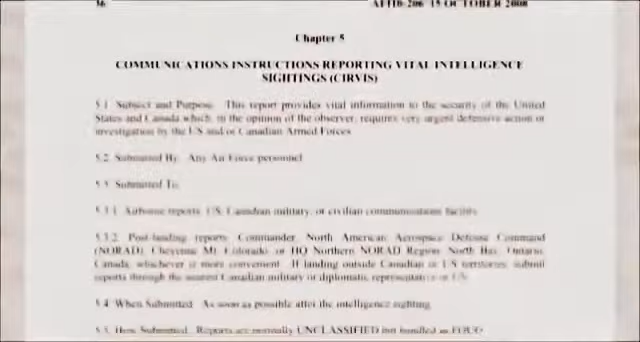 36 AFTTP 15 OCTOBER 2008
Chapter 5
COMMUNICATIONS INSTRUCTIONS REPORTING VITAL INTELLIGENCE
SIGHTINGS (CIRVIS)
5.1 Subject and Purpose. This report provides vital information to the security of the United
States and Canada which, in the opinion of the observer, requires very urgent defensive action or
investigation by the US and/or Canadian Armed Forces.
5.2. Submitted By. Any Air Force personnel
5.3. Submitted To.
5.3.1. Airborne reports. US, Canadian military, or civilian communications facility.
5.3.2. Post-landing reports. Commander, North American Aerospace Defense Command
(NORAD) Cheyenne Mt, Colorado or HQ Northern NORAD Region North Bay, Ontario,
Canada, whichever is more convenient. If landing outside Canadian or US territories, submit
reports through the nearest Canadian military or diplomatic representative or US
5.4. When Submitted. As soon as possible after the intelligence sighting.
5.5. How Submitted. Reports are normally UNCLASSIFIED but handled as FOUO